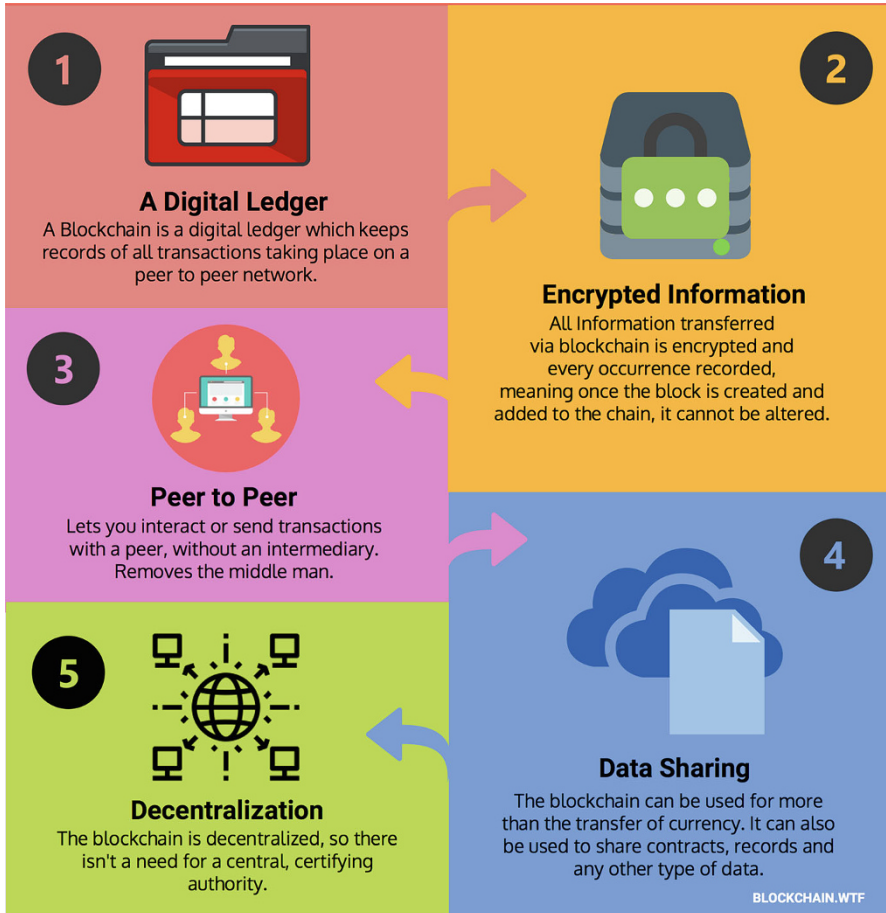 1
A Digital Ledger
A Blockchain is a digital ledger which keeps
records of all transactions taking place on a
peer to peer network.
2
Encrypted Information
All Information transferred
via blockchain is encrypted and
every occurrence recorded,
meaning once the block is created and
added to the chain, it cannot be altered.
3
Peer to Peer
Lets you interact or send transactions
with a peer, without an intermediary.
Removes the middle man.
4
Data Sharing
The blockchain can be used for more
than the transfer of currency. It can also
be used to share contracts, records and
any other type of data.
5
Decentralization
The blockchain is decentralized, so there
isn't a need for a central, certifying
authority.
BLOCKCHAIN.WTF